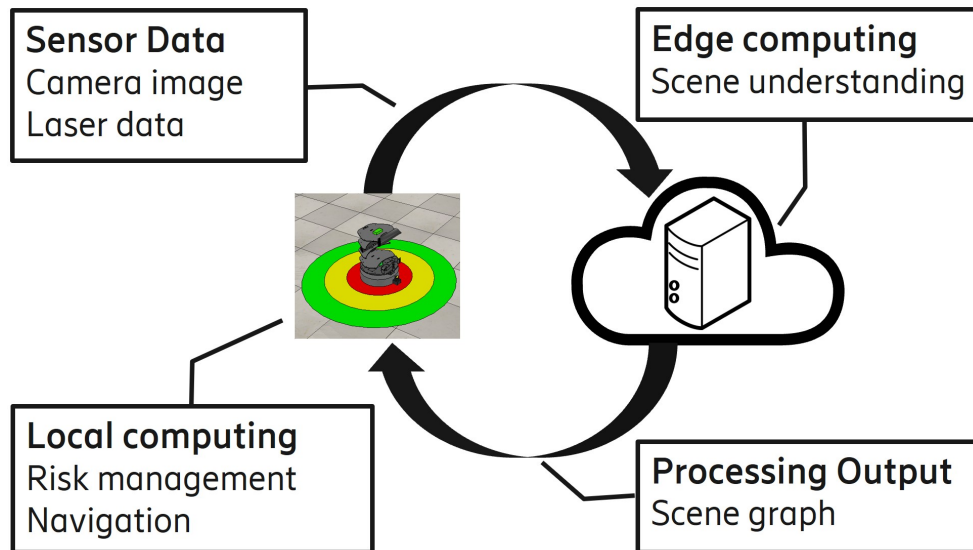 Sensor Data
Camera image
Laser data
Edge computing
Scene understanding
Local computing
Risk management
Navigation
Processing Output
Scene graph